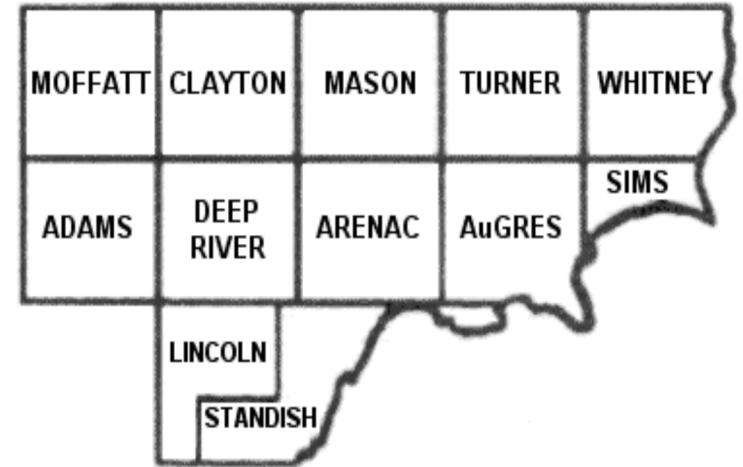 MOFFATT
CLAYTON
MASON
TURNER
WHITNEY
ADAMS
DEEP
RIVER
ARENAC
AuGRES
SIMS
LINCOLN
STANDISH